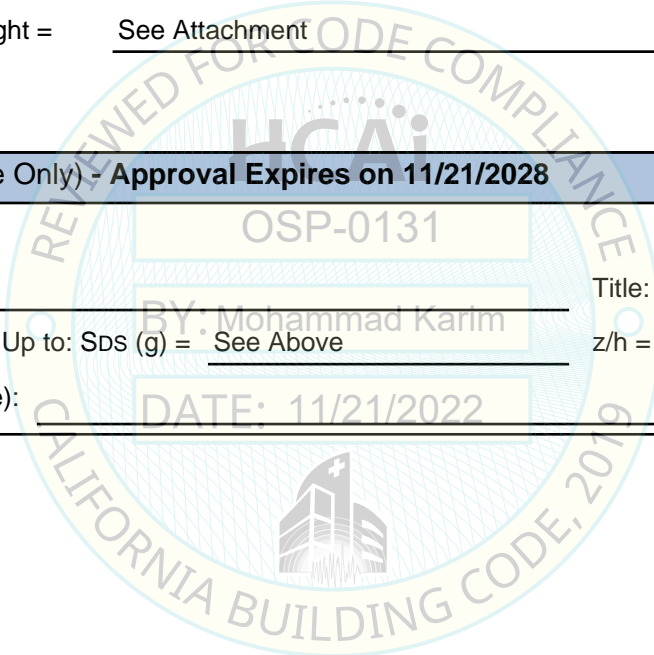 ght = See Attachment
REVIEWED FOR CODE COMPLIANCE
HCAi
e Only) - Approval Expires on 11/21/2028
OSP-0131
Title:
BY: Mohammad Karim
Up to: SDS (g) = See Above z/h =
e):
DATE: 11/21/2022
CALIFORNIA BUILDING CODE, 2019